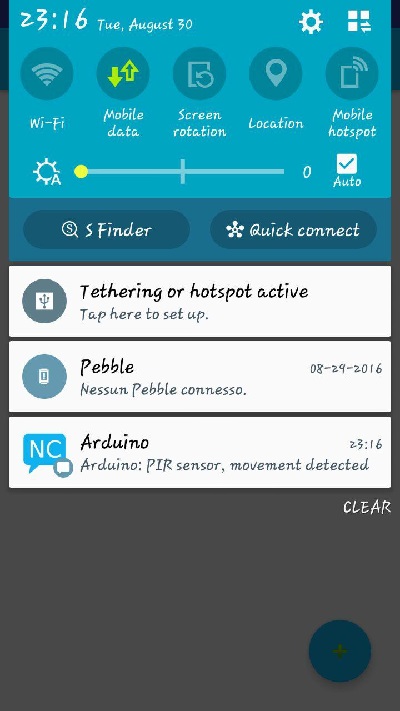 23:16 Tue, August 30
Wi-Fi
Mobile data
Screen rotation
Location
Mobile hotspot
A
0
Auto
S Finder
Quick connect
Tethering or hotspot active
Tap here to set up.
Pebble 08-29-2016
Nessun Pebble connesso.
NC
Arduino 23:16
Arduino: PIR sensor, movement detected
CLEAR